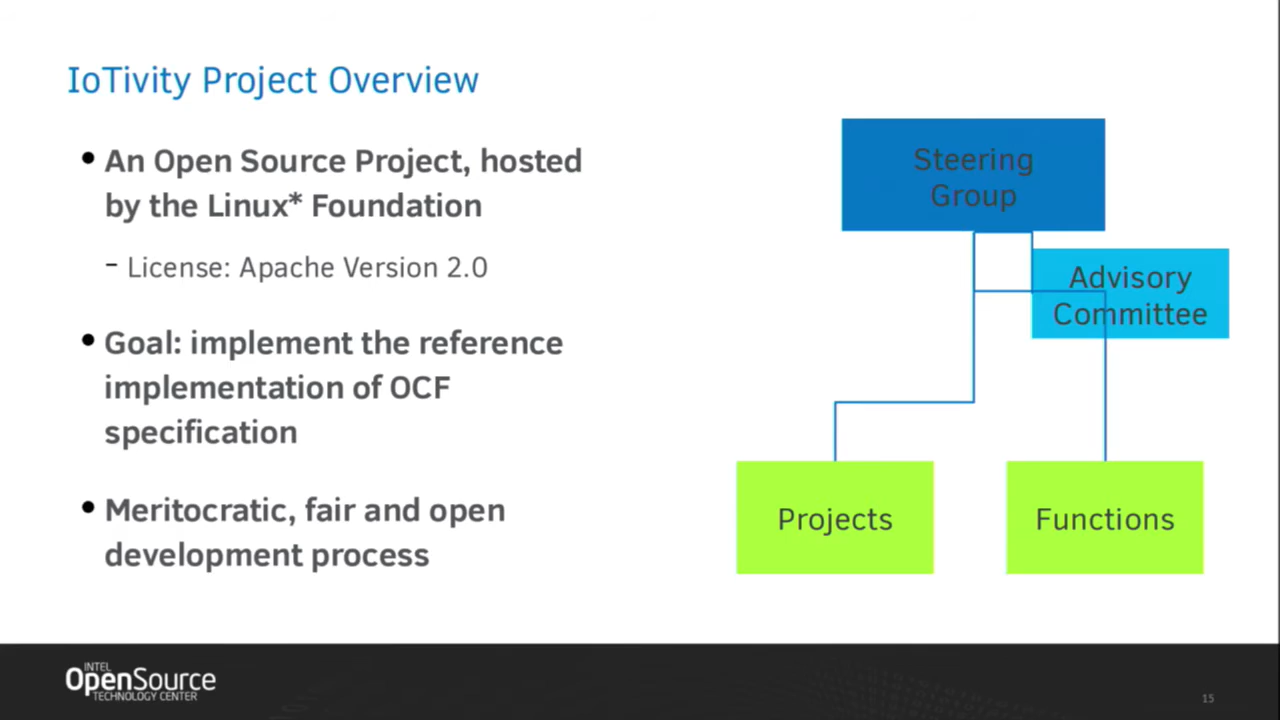 IoTivity Project Overview
• An Open Source Project, hosted
by the Linux* Foundation
– License: Apache Version 2.0
• Goal: implement the reference
implementation of OCF
specification
• Meritocratic, fair and open
development process
Steering
Group
Advisory
Committee
Projects
Functions
INTEL
OpenSource
TECHNOLOGY CENTER
15